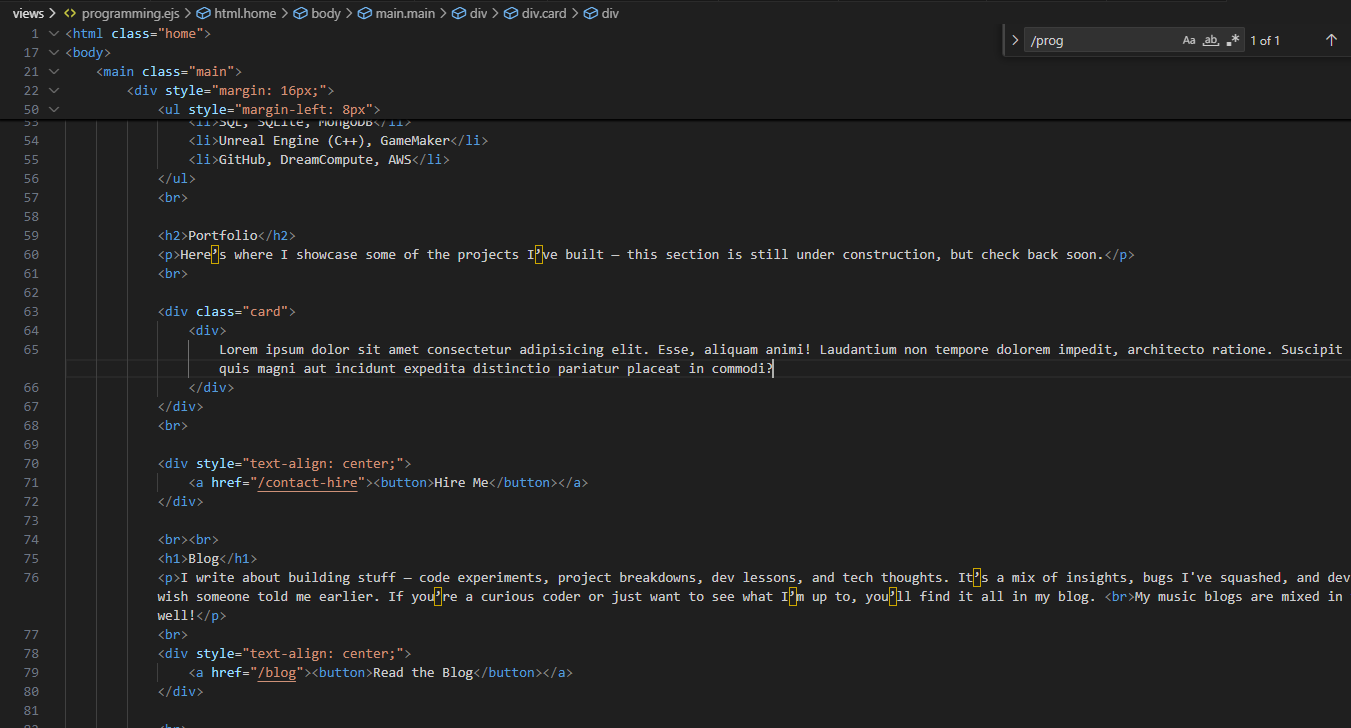 views > programming.ejs > html.home > body > main.main > div > div.card > div
/prog Aa ab .* 1 of 1
1 <html class="home">
17 <body>
21 <main class="main">
22 <div style="margin: 16px;">
50 <ul style="margin-left: 8px">
53 <li>SQL, SQLite, MongoDB</li>
54 <li>Unreal Engine (C++), GameMaker</li>
55 <li>GitHub, DreamCompute, AWS</li>
56 </ul>
57 <br>
58
59 <h2>Portfolio</h2>
60 <p>Here’s where I showcase some of the projects I’ve built — this section is still under construction, but check back soon.</p>
61 <br>
62
63 <div class="card">
64 <div>
65 Lorem ipsum dolor sit amet consectetur adipisicing elit. Esse, aliquam animi! Laudantium non tempore dolorem impedit, architecto ratione. Suscipit
quis magni aut incidunt expedita distinctio pariatur placeat in commodi?
66 </div>
67 </div>
68 <br>
69
70 <div style="text-align: center;">
71 <a href="/contact-hire"><button>Hire Me</button></a>
72 </div>
73
74 <br><br>
75 <h1>Blog</h1>
76 <p>I write about building stuff — code experiments, project breakdowns, dev lessons, and tech thoughts. It’s a mix of insights, bugs I've squashed, and dev
wish someone told me earlier. If you’re a curious coder or just want to see what I’m up to, you’ll find it all in my blog. <br>My music blogs are mixed in
well!</p>
77 <br>
78 <div style="text-align: center;">
79 <a href="/blog"><button>Read the Blog</button></a>
80 </div>
81